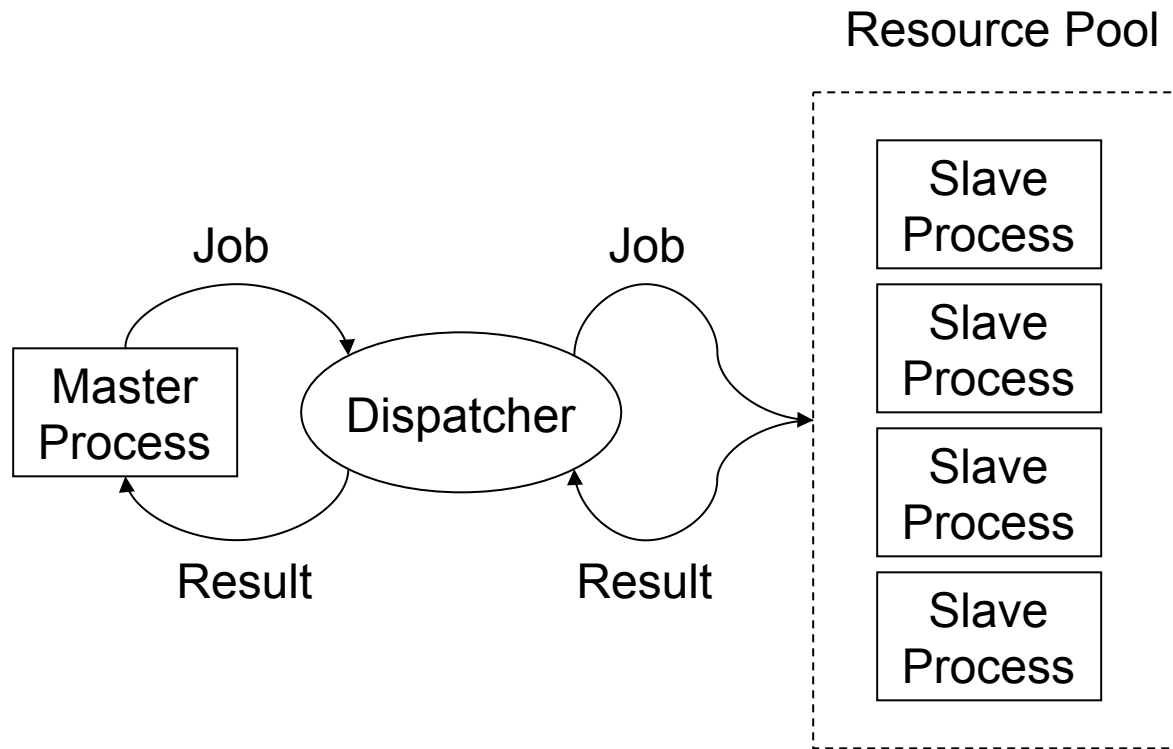 Resource Pool
Job
Job
Master
Process
Dispatcher
Result
Result
Slave
Process
Slave
Process
Slave
Process
Slave
Process